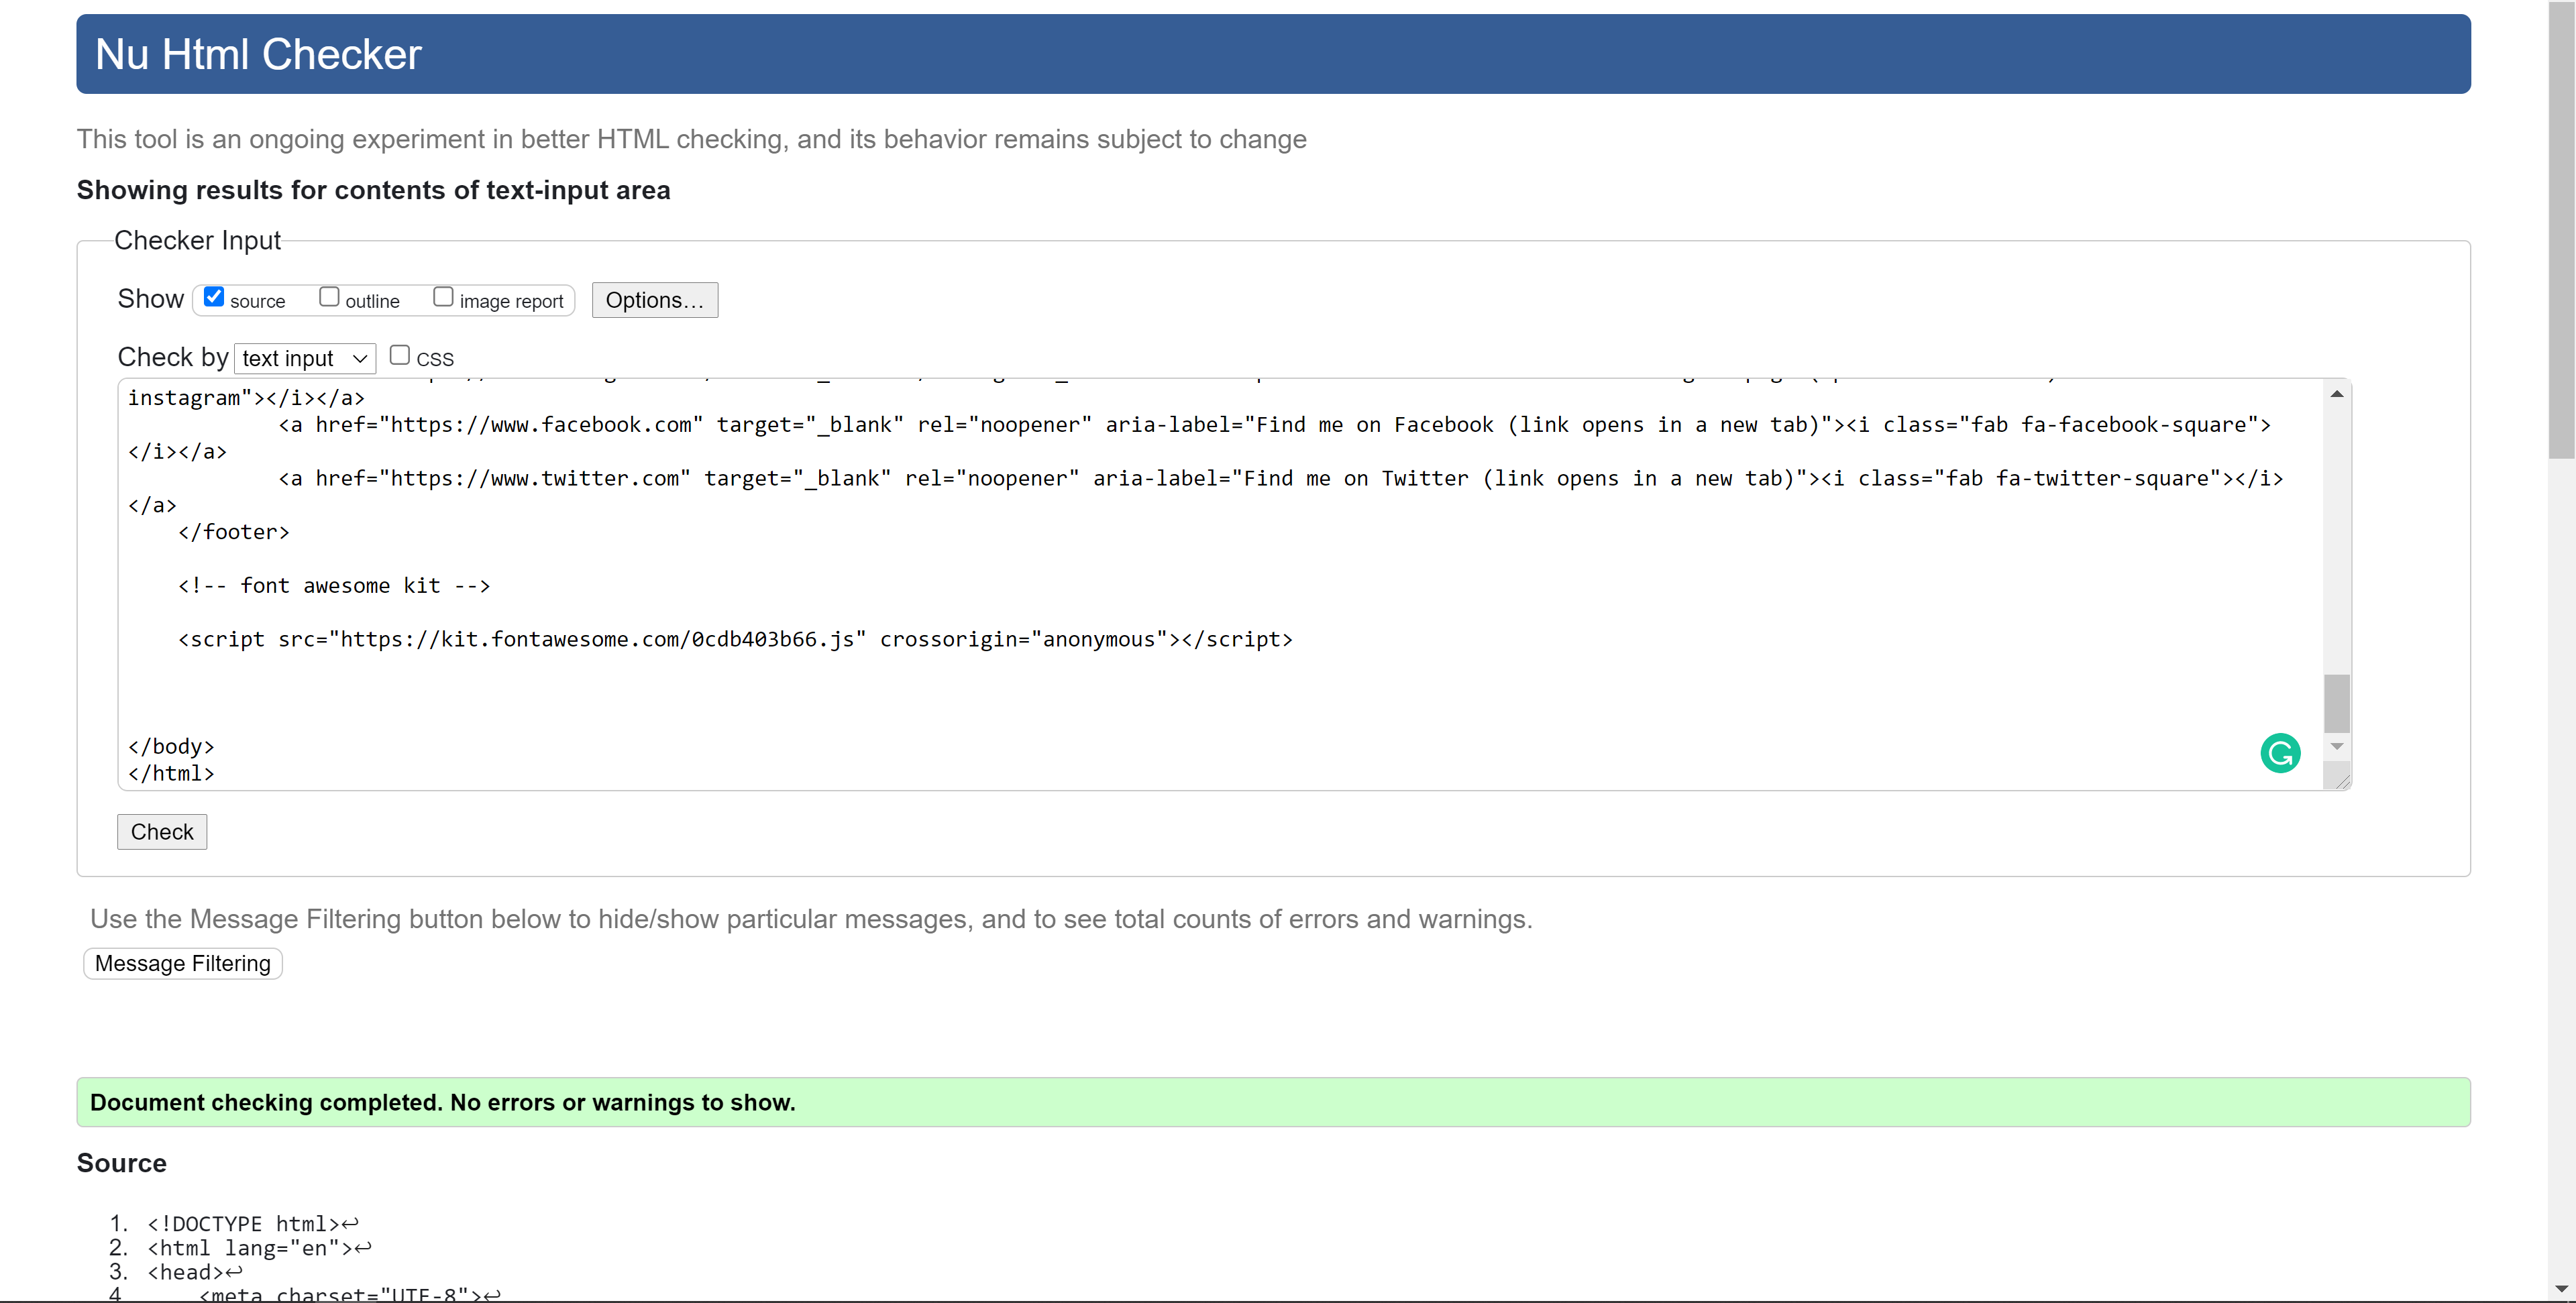 Nu Html Checker
This tool is an ongoing experiment in better HTML checking, and its behavior remains subject to change
Showing results for contents of text-input area
Checker Input
Show source outline image report Options…
Check by text input CSS
instagram"></i></a>
            <a href="https://www.facebook.com" target="_blank" rel="noopener" aria-label="Find me on Facebook (link opens in a new tab)"><i class="fab fa-facebook-square">
</i></a>
            <a href="https://www.twitter.com" target="_blank" rel="noopener" aria-label="Find me on Twitter (link opens in a new tab)"><i class="fab fa-twitter-square"></i>
</a>
    </footer>
    <!-- font awesome kit -->
    <script src="https://kit.fontawesome.com/0cdb403b66.js" crossorigin="anonymous"></script>
</body>
</html>
Check
Use the Message Filtering button below to hide/show particular messages, and to see total counts of errors and warnings.
Message Filtering
Document checking completed. No errors or warnings to show.
Source
1. <!DOCTYPE html>↩
2. <html lang="en">↩
3. <head>↩
4     <meta charset="UTF-8">↩